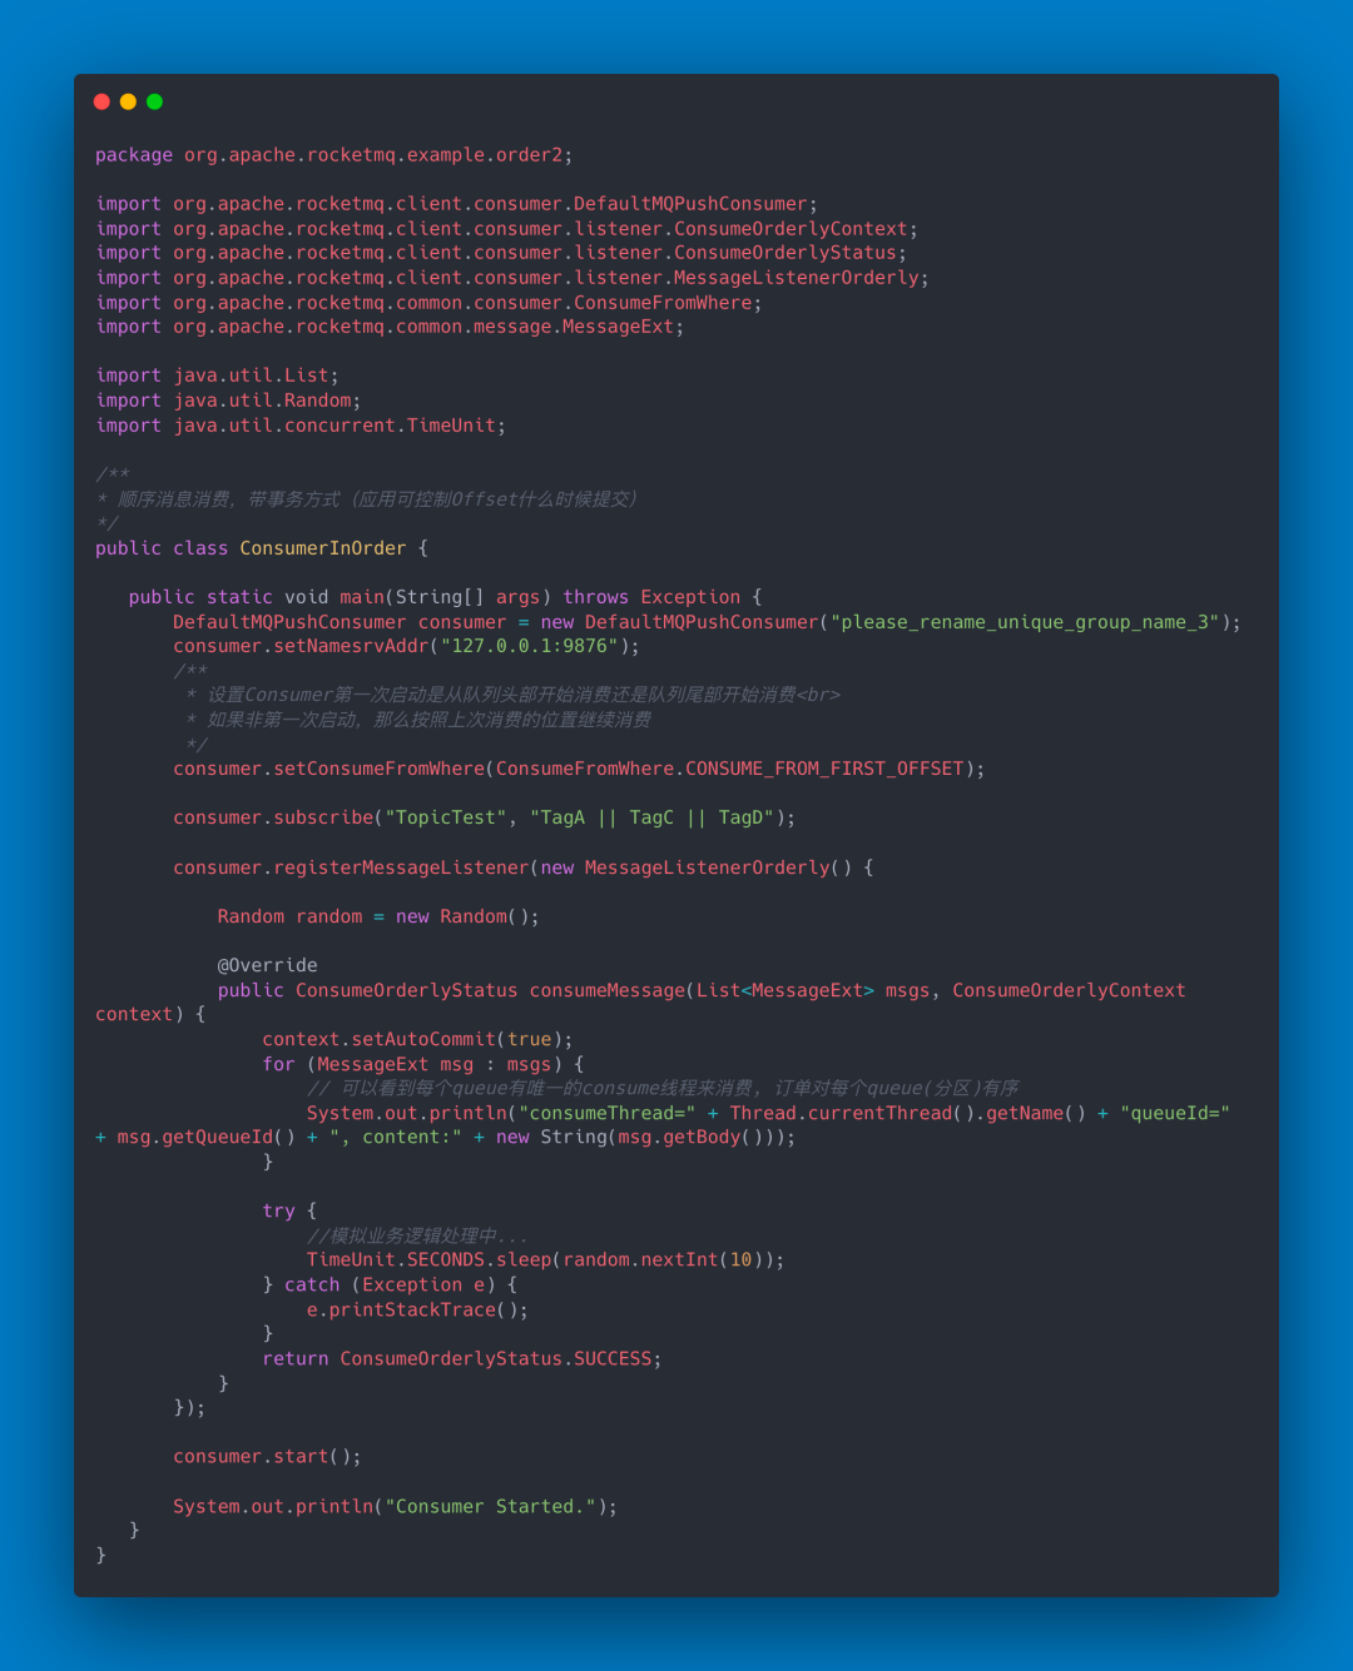 package org.apache.rocketmq.example.order2;
import org.apache.rocketmq.client.consumer.DefaultMQPushConsumer;
import org.apache.rocketmq.client.consumer.listener.ConsumeOrderlyContext;
import org.apache.rocketmq.client.consumer.listener.ConsumeOrderlyStatus;
import org.apache.rocketmq.client.consumer.listener.MessageListenerOrderly;
import org.apache.rocketmq.common.consumer.ConsumeFromWhere;
import org.apache.rocketmq.common.message.MessageExt;
import java.util.List;
import java.util.Random;
import java.util.concurrent.TimeUnit;
/**
* 顺序消息消费，带事务方式（应用可控制Offset什么时候提交）
*/
public class ConsumerInOrder {
public static void main(String[] args) throws Exception {
DefaultMQPushConsumer consumer = new DefaultMQPushConsumer("please_rename_unique_group_name_3");
consumer.setNamesrvAddr("127.0.0.1:9876");
/**
* 设置Consumer第一次启动是从队列头部开始消费还是队列尾部开始消费<br>
* 如果非第一次启动，那么按照上次消费的位置继续消费
*/
consumer.setConsumeFromWhere(ConsumeFromWhere.CONSUME_FROM_FIRST_OFFSET);
consumer.subscribe("TopicTest", "TagA || TagC || TagD");
consumer.registerMessageListener(new MessageListenerOrderly() {
Random random = new Random();
@Override
public ConsumeOrderlyStatus consumeMessage(List<MessageExt> msgs, ConsumeOrderlyContext
context) {
context.setAutoCommit(true);
for (MessageExt msg : msgs) {
// 可以看到每个queue有唯一的consume线程来消费, 订单对每个queue(分区)有序
System.out.println("consumeThread=" + Thread.currentThread().getName() + "queueId="
+ msg.getQueueId() + ", content:" + new String(msg.getBody()));
}
try {
//模拟业务逻辑处理中...
TimeUnit.SECONDS.sleep(random.nextInt(10));
} catch (Exception e) {
e.printStackTrace();
}
return ConsumeOrderlyStatus.SUCCESS;
}
});
consumer.start();
System.out.println("Consumer Started.");
}
}